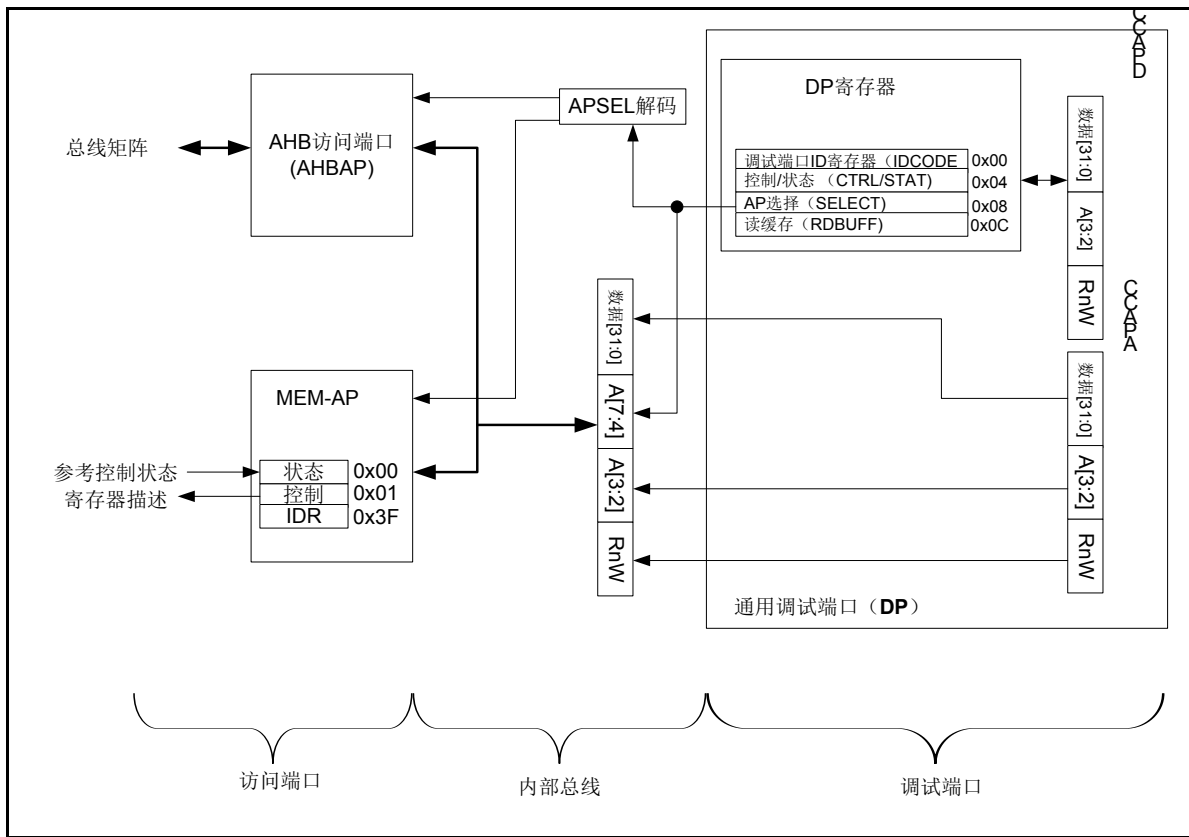 CCAPD
DP寄存器
APSEL解码
AHB访问端口
(AHBAP)
总线矩阵
调试端口ID寄存器（IDCODE 0x00
控制/状态 （CTRL/STAT) 0x04
AP选择（SELECT） 0x08
读缓存（RDBUFF) 0x0C
数据[31:0]
A[3:2]
RnW
CCAPA
数据[31:0]
A[7:4]
A[3:2]
RnW
数据[31:0]
A[3:2]
RnW
MEM-AP
参考控制状态
寄存器描述
状态 0x00
控制 0x01
IDR 0x3F
通用调试端口（DP）
访问端口
内部总线
调试端口